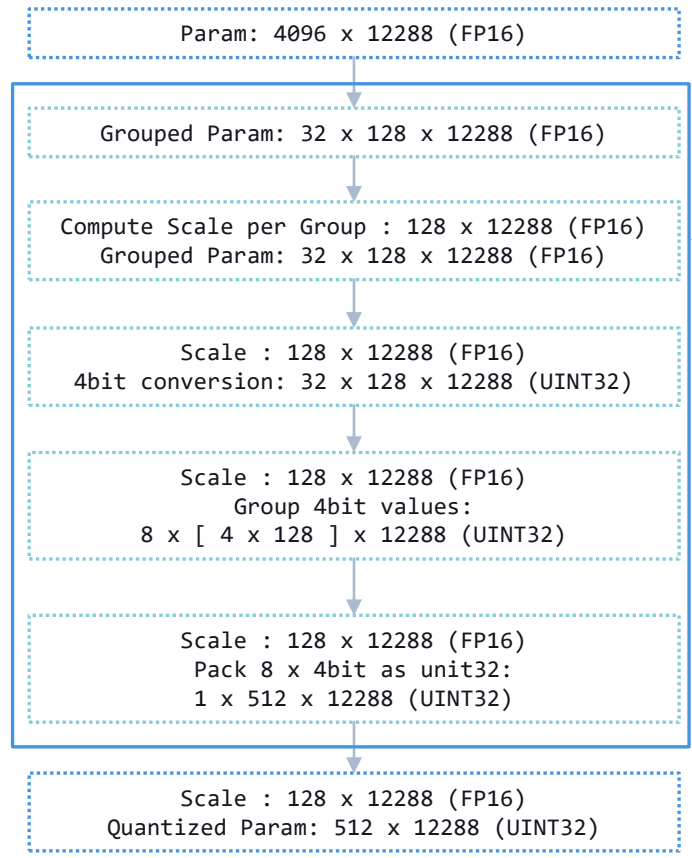 Param: 4096 x 12288 (FP16)
Grouped Param: 32 x 128 x 12288 (FP16)
Compute Scale per Group : 128 x 12288 (FP16)
Grouped Param: 32 x 128 x 12288 (FP16)
Scale : 128 x 12288 (FP16)
4bit conversion: 32 x 128 x 12288 (UINT32)
Scale : 128 x 12288 (FP16)
Group 4bit values:
8 x [ 4 x 128 ] x 12288 (UINT32)
Scale : 128 x 12288 (FP16)
Pack 8 x 4bit as unit32:
1 x 512 x 12288 (UINT32)
Scale : 128 x 12288 (FP16)
Quantized Param: 512 x 12288 (UINT32)